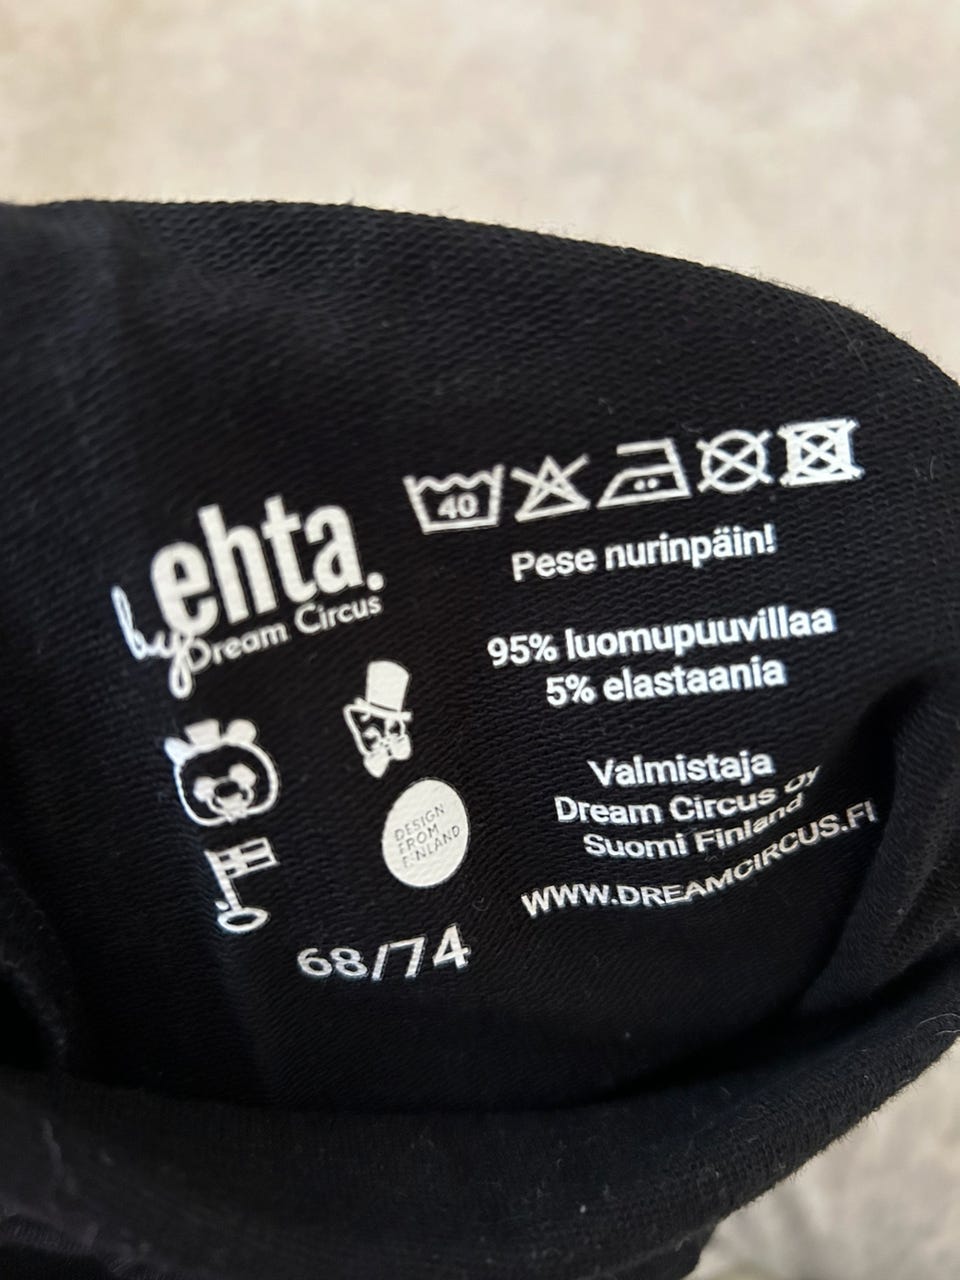 by ehta.
Dream Circus
40
Pese nurinpäin!
95% luomupuuvillaa
5% elastaania
Valmistaja
Dream Circus Oy
Suomi Finland
WWW.DREAMCIRCUS.FI
DESIGN
FROM
FINLAND
68/74